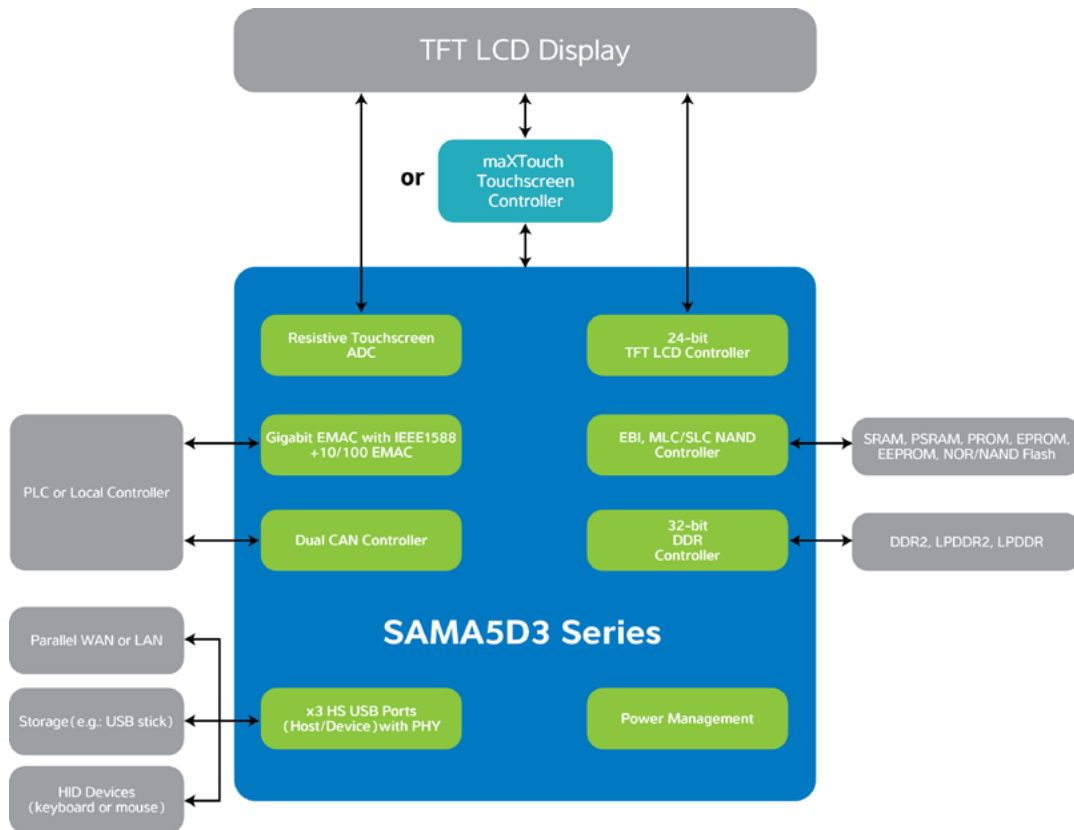 TFT LCD Display
or
maXTouch
Touchscreen
Controller
Resistive Touchscreen
ADC
24-bit
TFT LCD Controller
PLC or Local Controller
Gigabit EMAC with IEEE1588
+10/100 EMAC
EBI, MLC/SLC NAND
Controller
SRAM, PSRAM, PROM, EPROM,
EEPROM, NOR/NAND Flash
Dual CAN Controller
32-bit
DDR
Controller
DDR2, LPDDR2, LPDDR
SAMA5D3 Series
Parallel WAN or LAN
Storage(e.g.: USB stick)
HID Devices
(keyboard or mouse)
x3 HS USB Ports
(Host/Device)with PHY
Power Management